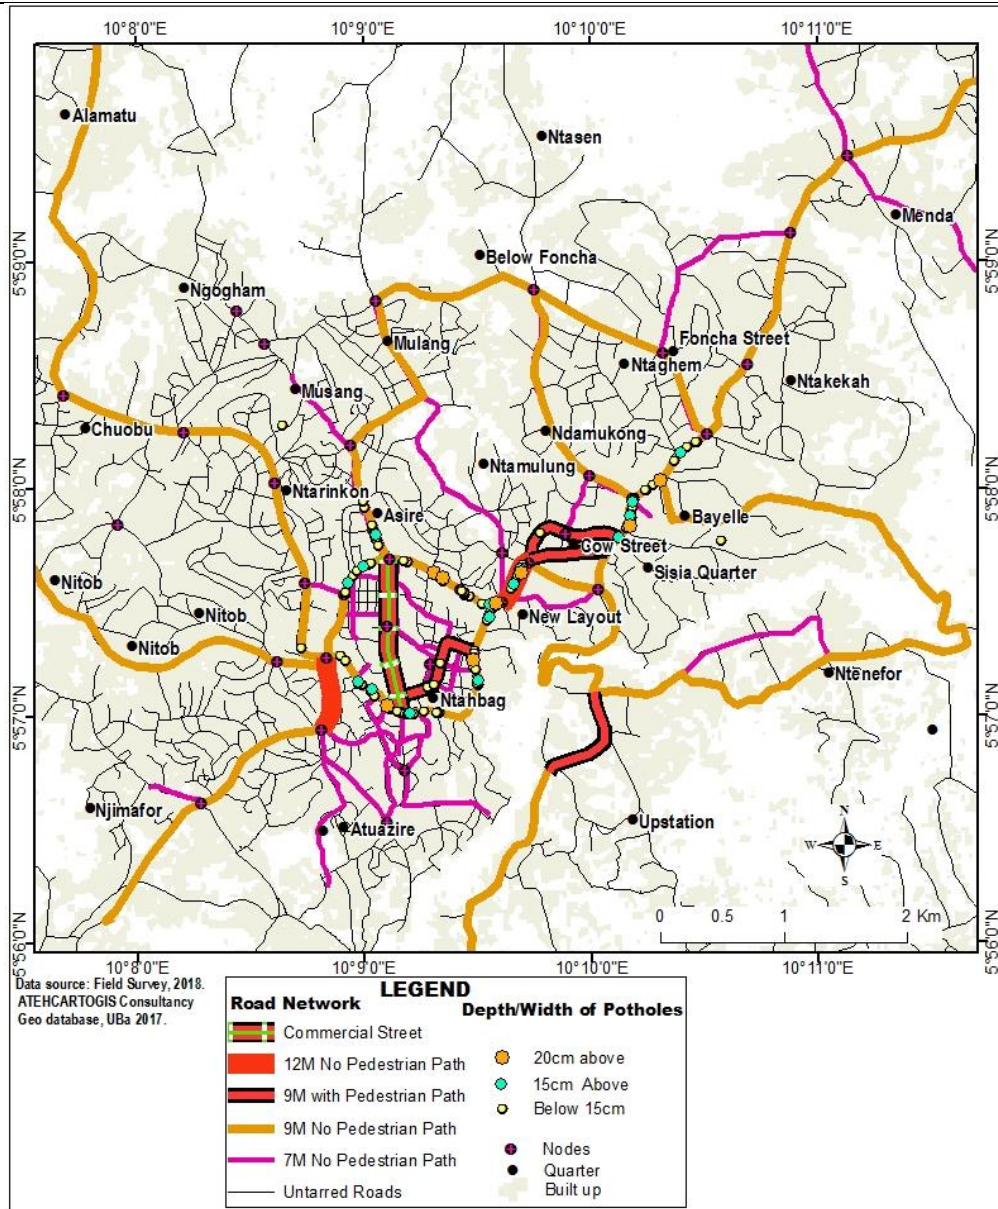 10°8'0"E 10°9'0"E 10°10'0"E 10°11'0"E
Alamatu
Ntasen
Menda
5°59'0"N 5°59'0"N
Below Foncha
Ngogham
Mulang
Foncha Street
Ntaghem
Ntakekah
Musang
Chuobu
Ndamukong
Ntamulung
5°58'0"N 5°58'0"N
Ntarinkon
Asire
Bayelle
Cow Street
Sisia Quarter
Nitob
Nitob
New Layout
Nitob
Ntenefor
Ntahbag
5°57'0"N 5°57'0"N
Njimafor
Atuazire
Upstation
N
W E
S
0 0.5 1 2 Km
5°56'0"N 5°56'0"N
10°8'0"E 10°9'0"E 10°10'0"E 10°11'0"E
Data source: Field Survey, 2018.
ATEHCARTOGIS Consultancy
Geo database, UBa 2017.
LEGEND
Road Network
Commercial Street
12M No Pedestrian Path
9M with Pedestrian Path
9M No Pedestrian Path
7M No Pedestrian Path
Untarred Roads
Depth/Width of Potholes
20cm above
15cm Above
Below 15cm
Nodes
Quarter
Built up